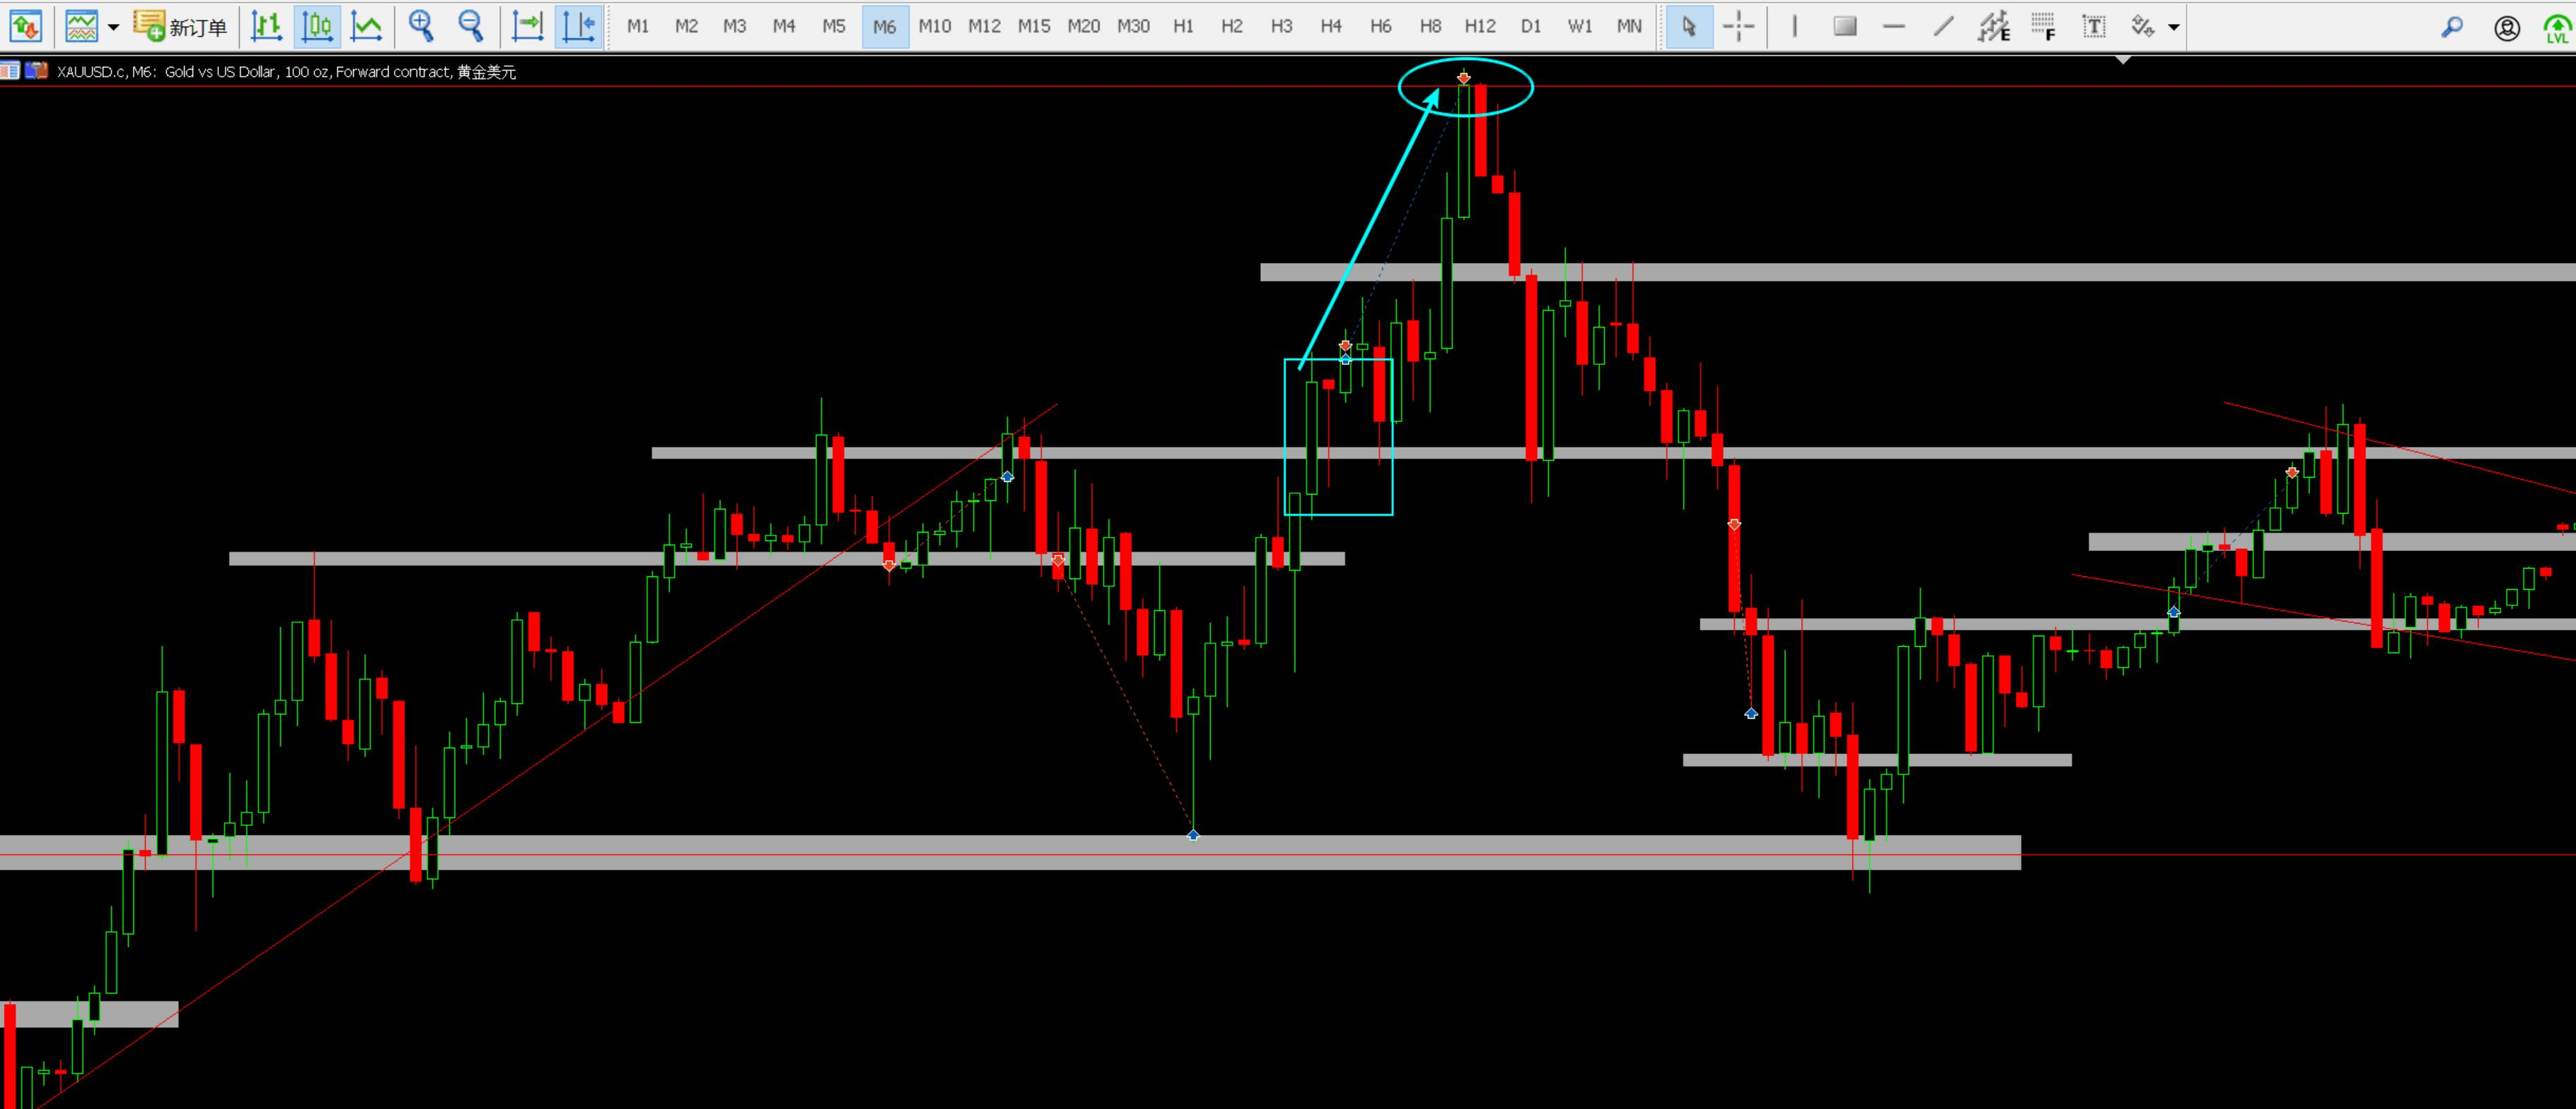 新订单 M1 M2 M3 M4 M5 M6 M10 M12 M15 M20 M30 H1 H2 H3 H4 H6 H8 H12 D1 W1 MN E F T LVL
XAUUSD.c, M6: Gold vs US Dollar, 100 oz, Forward contract, 黄金美元